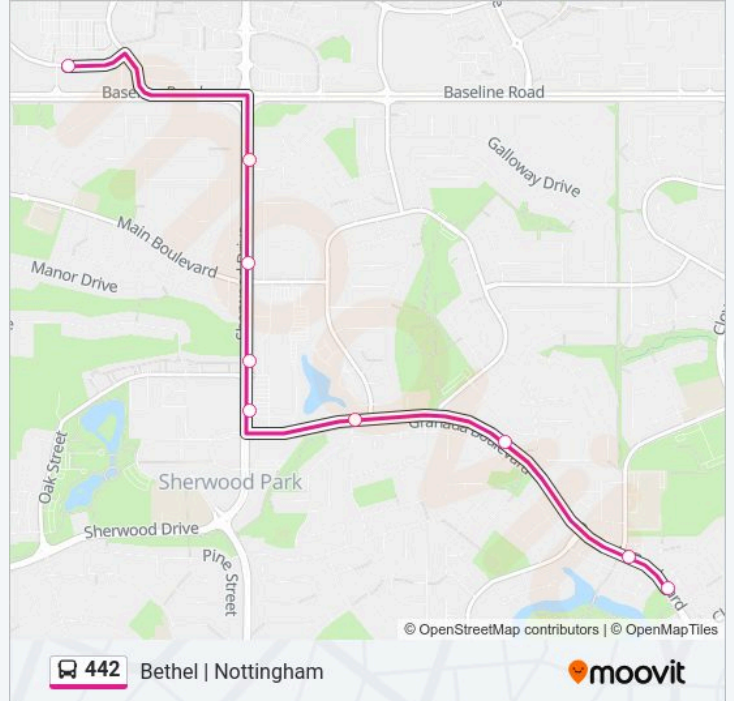 Baseline Road
Galloway Drive
Main Boulevard
Manor Drive
Granada Boulevard
Oak Street
Sherwood Park
Sherwood Drive
Pine Street
© OpenStreetMap contributors | © OpenMapTiles
442 Bethel | Nottingham
moovit